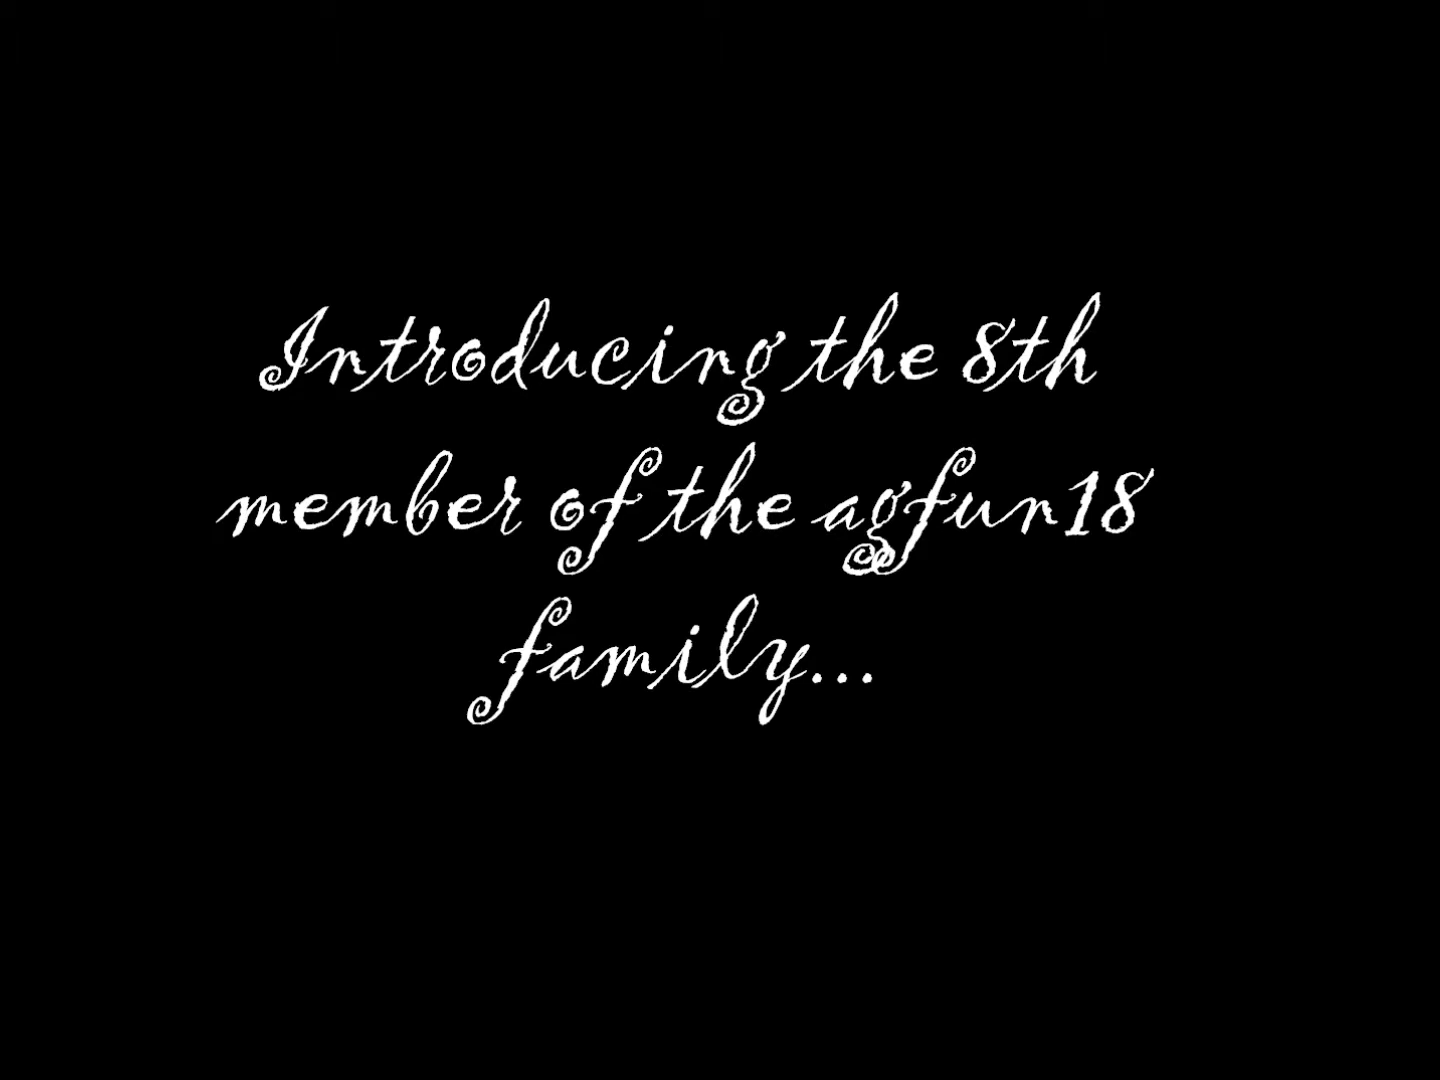 Introducing the 8th
member of the agfun18
family...